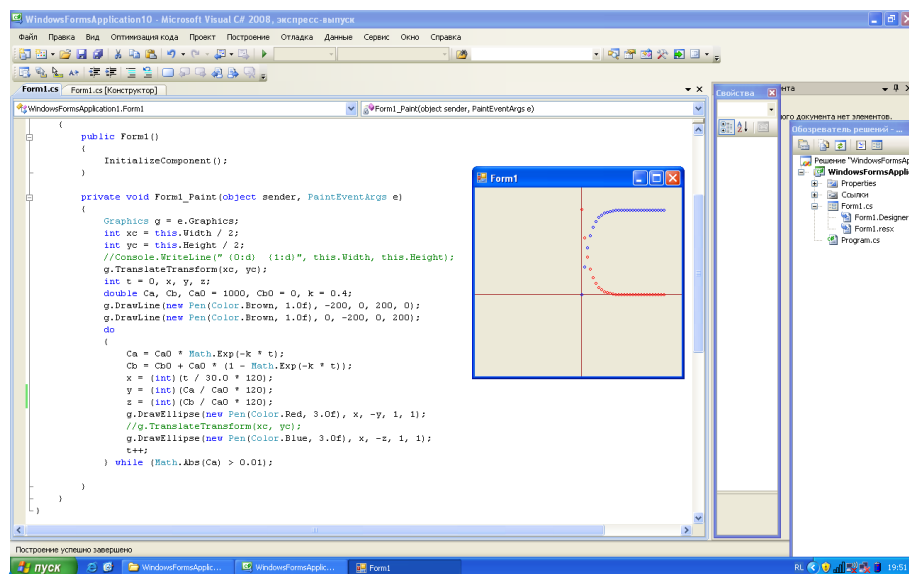 WindowsFormsApplication10 - Microsoft Visual C# 2008, экспресс-выпуск
Файл Правка Вид Оптимизация кода Проект Построение Отладка Данные Сервис Окно Справка
Form1.cs Form1.cs [Конструктор]
WindowsFormsApplication1.Form1 Form1_Paint(object sender, PaintEventArgs e)
{
public Form1()
{
InitializeComponent();
}
private void Form1_Paint(object sender, PaintEventArgs e)
{
Graphics g = e.Graphics;
int xc = this.Width / 2;
int yc = this.Height / 2;
//Console.WriteLine(" {0:d} {1:d}", this.Width, this.Height);
g.TranslateTransform(xc, yc);
int t = 0, x, y, z;
double Ca, Cb, Ca0 = 1000, Cb0 = 0, k = 0.4;
g.DrawLine(new Pen(Color.Brown, 1.0f), -200, 0, 200, 0);
g.DrawLine(new Pen(Color.Brown, 1.0f), 0, -200, 0, 200);
do
{
Ca = Ca0 * Math.Exp(-k * t);
Cb = Cb0 + Ca0 * (1 - Math.Exp(-k * t));
x = (int)(t / 30.0 * 120);
y = (int)(Ca / Ca0 * 120);
z = (int)(Cb / Ca0 * 120);
g.DrawEllipse(new Pen(Color.Red, 3.0f), x, -y, 1, 1);
//g.TranslateTransform(xc, yc);
g.DrawEllipse(new Pen(Color.Blue, 3.0f), x, -z, 1, 1);
t++;
} while (Math.Abs(Ca) > 0.01);
}
}
}
Form1
Свойства
нта
ого документа нет элементов.
Обозреватель решений - ...
Решение "WindowsFormsAp
WindowsFormsAppli
Properties
Ссылки
Form1.cs
Form1.Designer
Form1.resx
Program.cs
Построение успешно завершено
пуск
WindowsFormsApplic...
WindowsFormsApplic...
Form1
RL
19:51